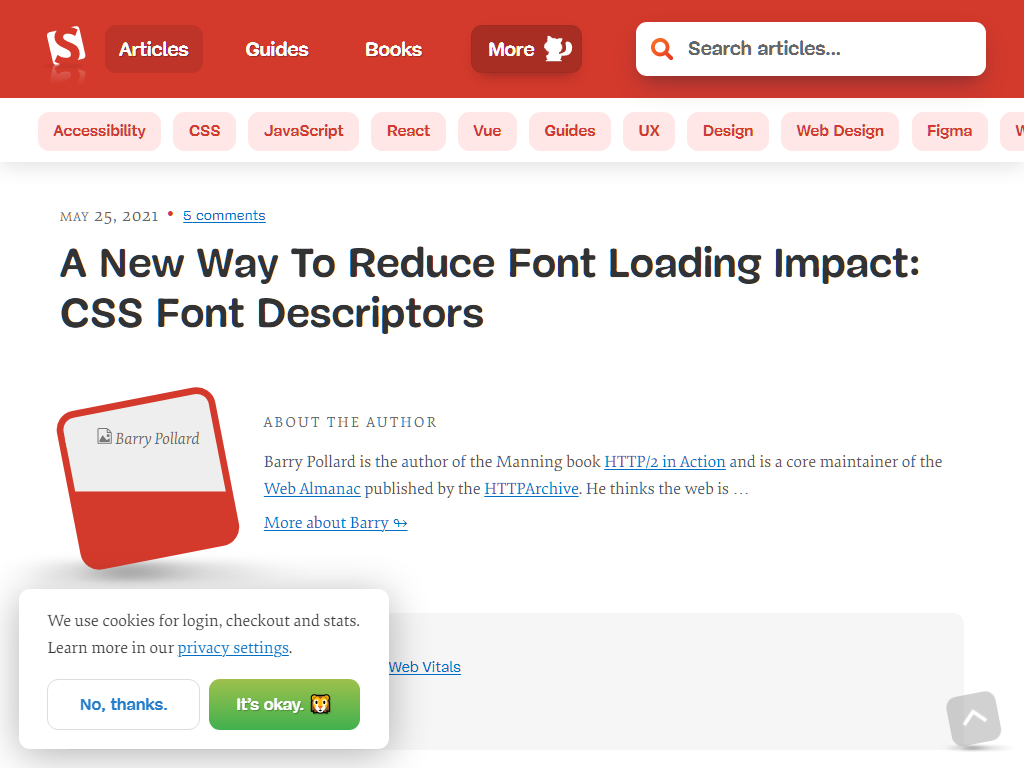 Articles Guides Books More Search articles...
Accessibility CSS JavaScript React Vue Guides UX Design Web Design Figma
MAY 25, 2021 • 5 comments
A New Way To Reduce Font Loading Impact:
CSS Font Descriptors
Barry Pollard
ABOUT THE AUTHOR
Barry Pollard is the author of the Manning book HTTP/2 in Action and is a core maintainer of the
Web Almanac published by the HTTPArchive. He thinks the web is …
More about Barry ↬
We use cookies for login, checkout and stats.
Learn more in our privacy settings.
Web Vitals
No, thanks. It's okay.